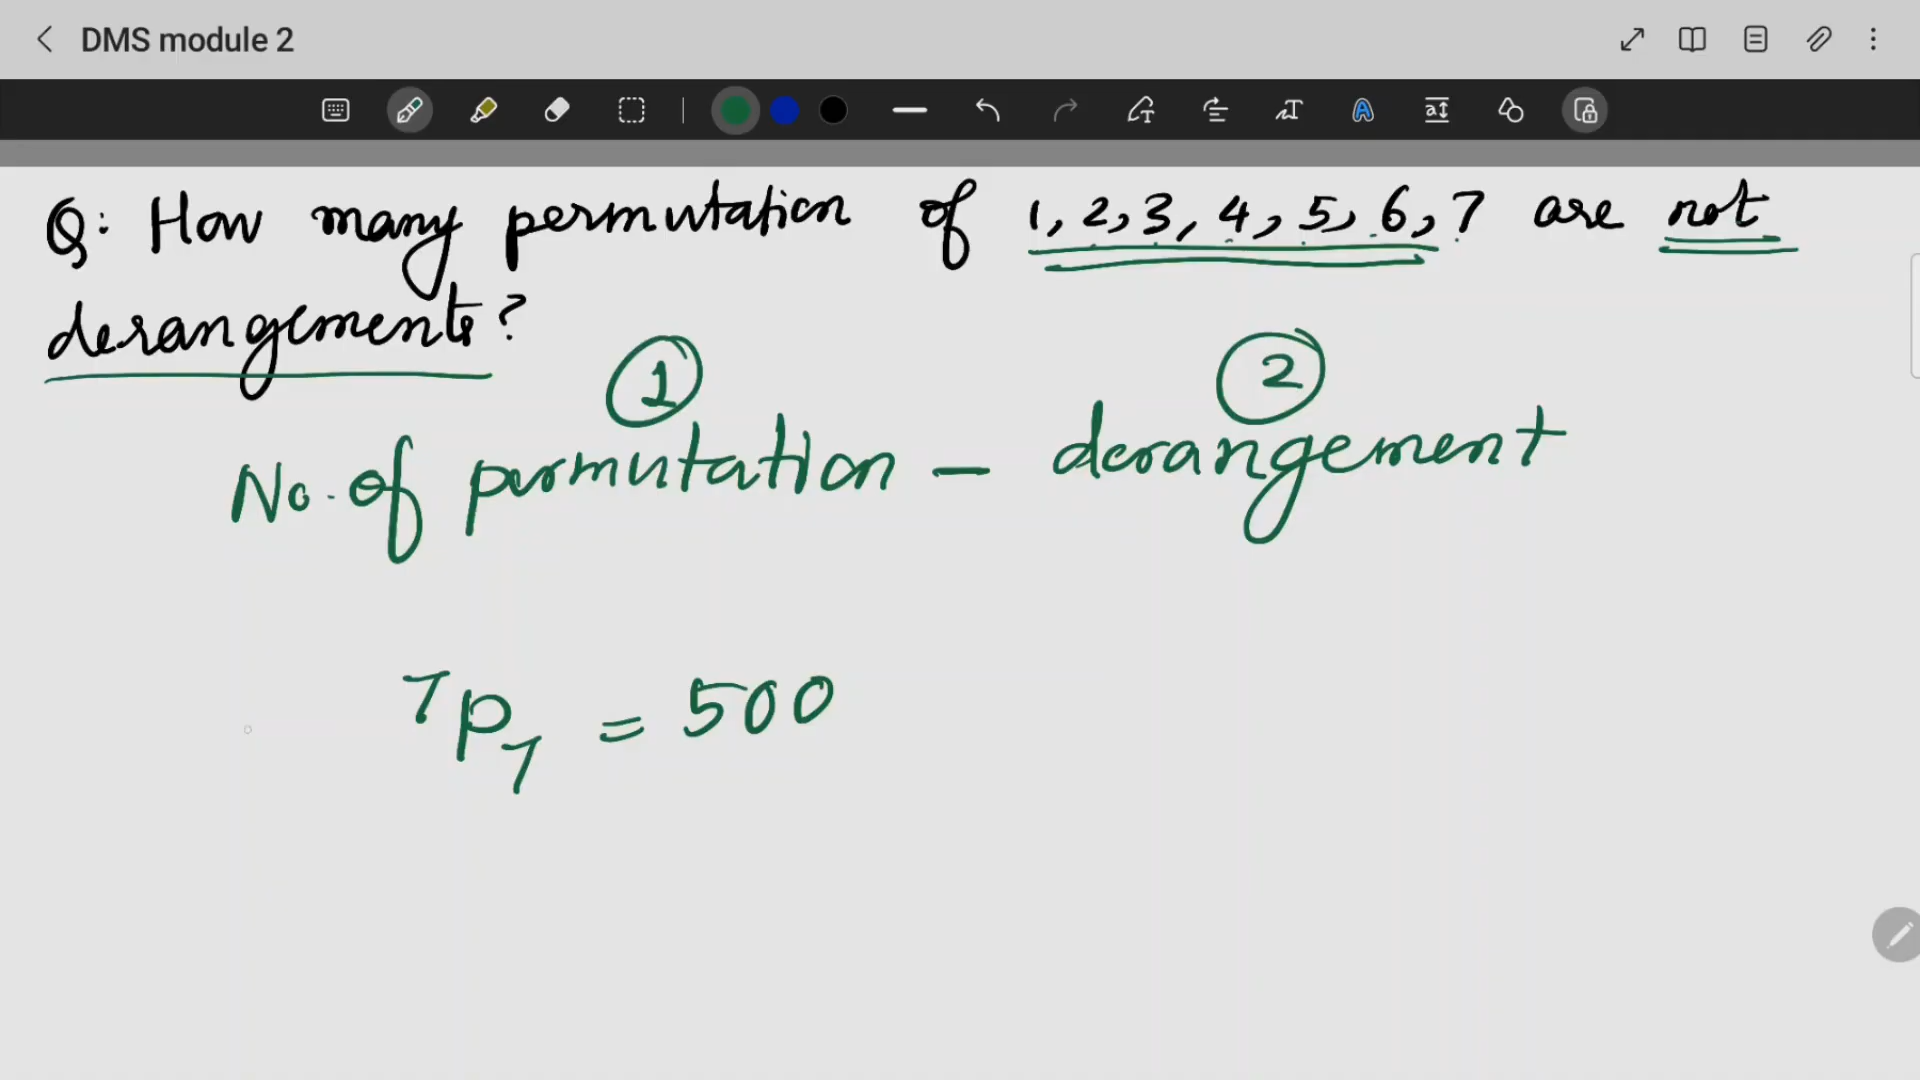 DMS module 2
Q: How many permutation of 1, 2, 3, 4, 5, 6, 7 are not
derangements?
1 2
No. of permutation - derangement
7P7 = 500